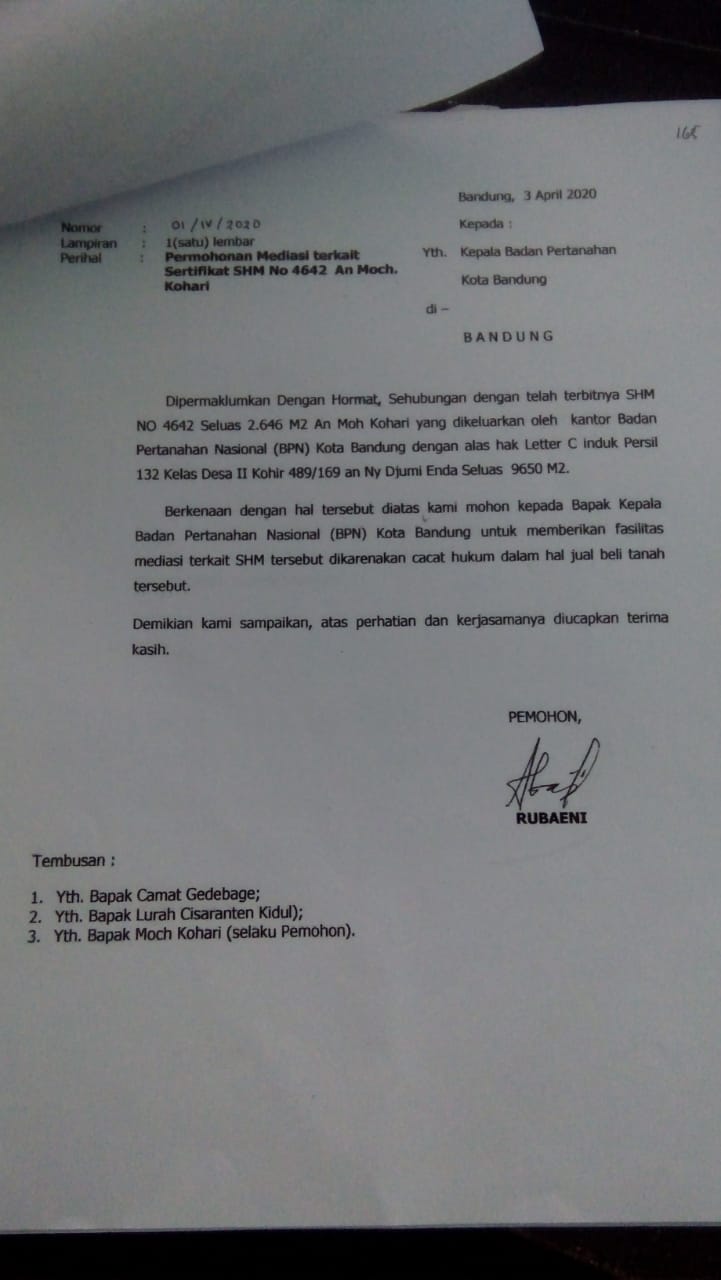 168
Bandung, 3 April 2020
Nomor : 01/IV/2020
Kepada :
Lampiran : 1(satu) lembar
Perihal : Permohonan Mediasi terkait
Sertifikat SHM No 4642 An Moch.
Kohari
Yth. Kepala Badan Pertanahan
Kota Bandung
di –
BANDUNG
Dipermaklumkan Dengan Hormat, Sehubungan dengan telah terbitnya SHM
NO 4642 Seluas 2.646 M2 An Moh Kohari yang dikeluarkan oleh kantor Badan
Pertanahan Nasional (BPN) Kota Bandung dengan alas hak Letter C induk Persil
132 Kelas Desa II Kohir 489/169 an Ny Djumi Enda Seluas 9650 M2.
Berkenaan dengan hal tersebut diatas kami mohon kepada Bapak Kepala
Badan Pertanahan Nasional (BPN) Kota Bandung untuk memberikan fasilitas
mediasi terkait SHM tersebut dikarenakan cacat hukum dalam hal jual beli tanah
tersebut.
Demikian kami sampaikan, atas perhatian dan kerjasamanya diucapkan terima
kasih.
PEMOHON,
RUBAENI
Tembusan :
1. Yth. Bapak Camat Gedebage;
2. Yth. Bapak Lurah Cisaranten Kidul);
3. Yth. Bapak Moch Kohari (selaku Pemohon).